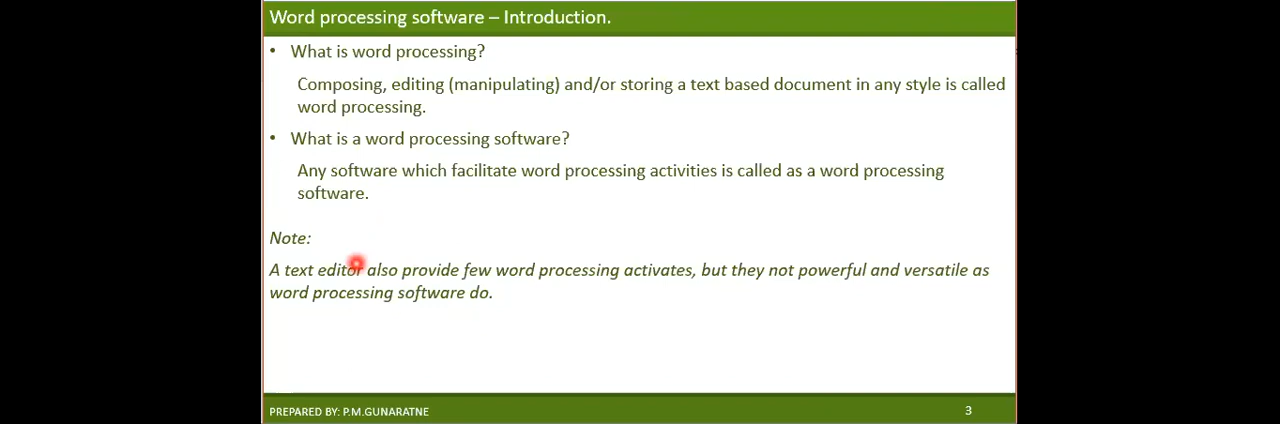 Word processing software – Introduction.
• What is word processing?
Composing, editing (manipulating) and/or storing a text based document in any style is called
word processing.
• What is a word processing software?
Any software which facilitate word processing activities is called as a word processing
software.
Note:
A text editor also provide few word processing activates, but they not powerful and versatile as
word processing software do.
PREPARED BY: P.M.GUNARATNE 3